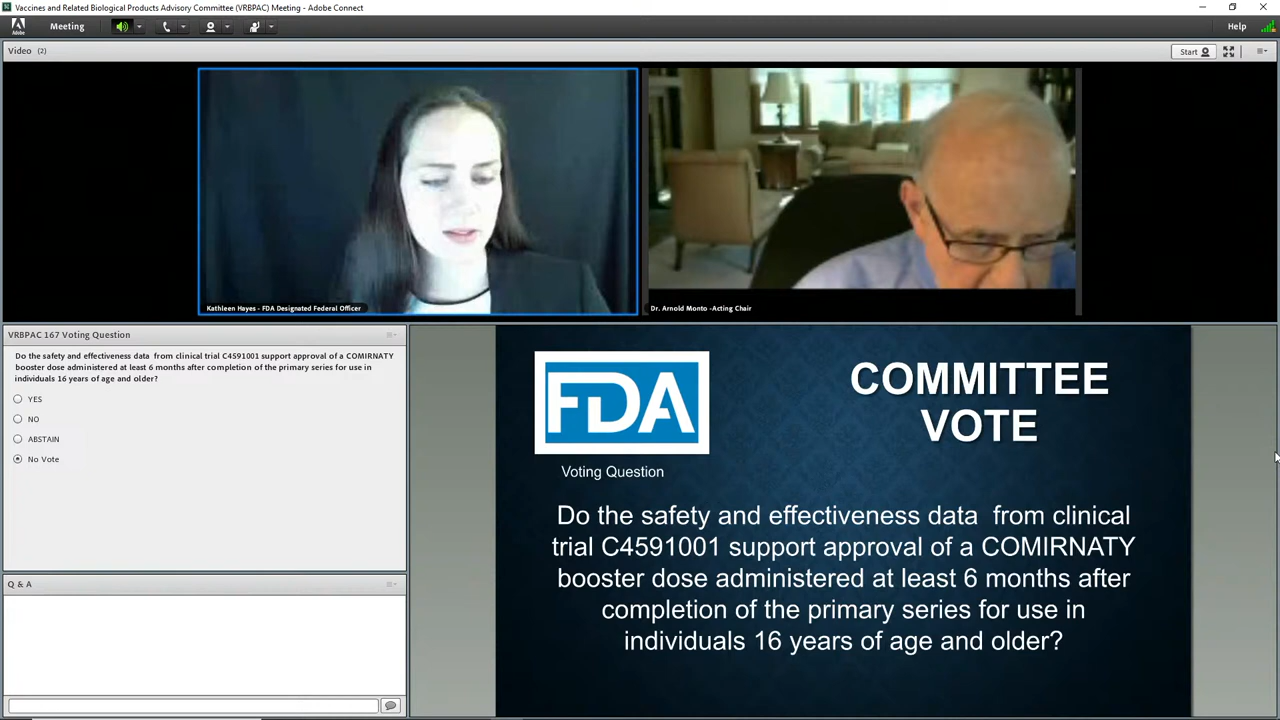 Vaccines and Related Biological Products Advisory Committee (VRBPAC) Meeting - Adobe Connect
Adobe
Meeting
Help
Video (2)
Start
Kathleen Hayes - FDA Designated Federal Officer
Dr. Arnold Monto -Acting Chair
VRBPAC 167 Voting Question
Do the safety and effectiveness data from clinical trial C4591001 support approval of a COMIRNATY
booster dose administered at least 6 months after completion of the primary series for use in
individuals 16 years of age and older?
YES
NO
ABSTAIN
No Vote
Q & A
FDA
Voting Question
COMMITTEE
VOTE
Do the safety and effectiveness data from clinical
trial C4591001 support approval of a COMIRNATY
booster dose administered at least 6 months after
completion of the primary series for use in
individuals 16 years of age and older?